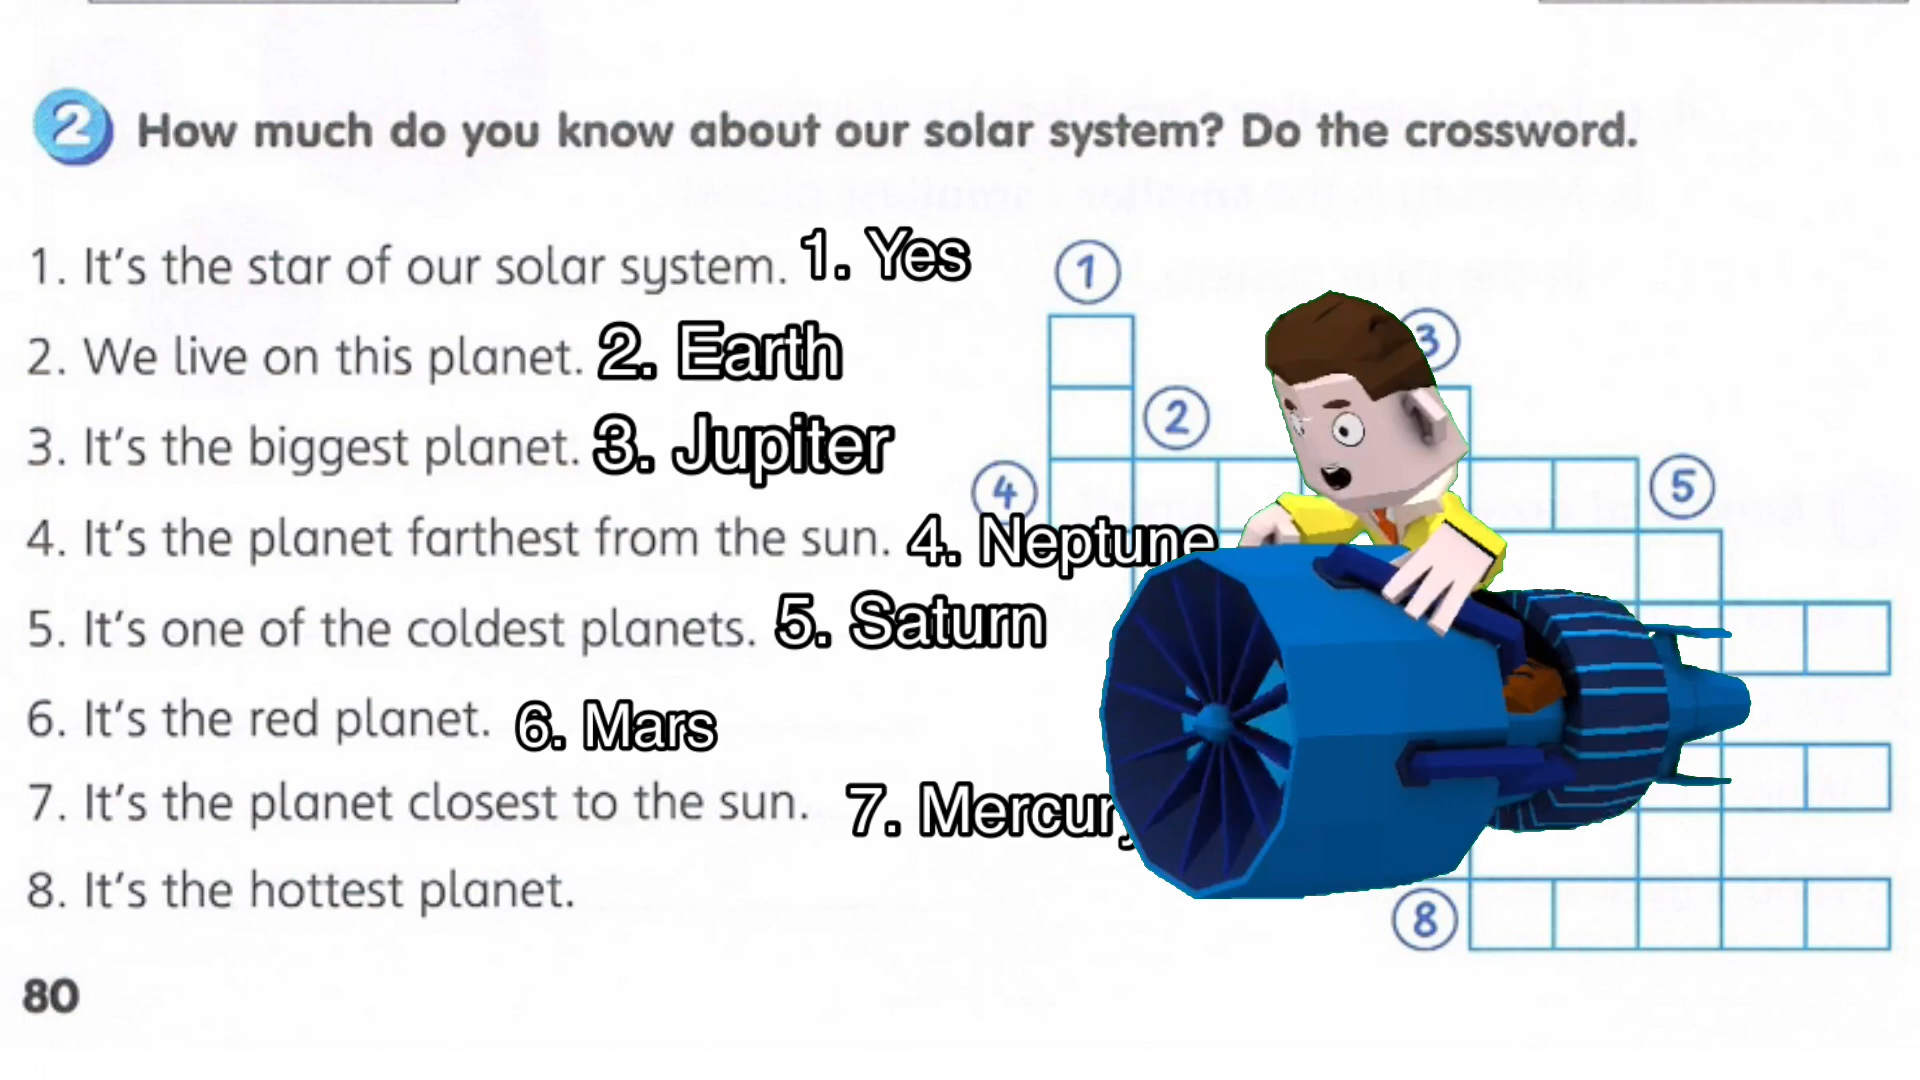 2 How much do you know about our solar system? Do the crossword.
1. It's the star of our solar system. 1. Yes
2. We live on this planet. 2. Earth
3. It's the biggest planet. 3. Jupiter
4. It's the planet farthest from the sun. 4. Neptune
5. It's one of the coldest planets. 5. Saturn
6. It's the red planet. 6. Mars
7. It's the planet closest to the sun. 7. Mercury
8. It's the hottest planet.
1
3
2
4
5
8
80